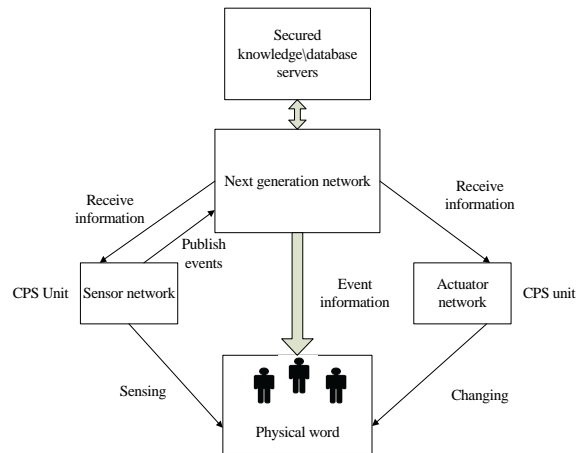 Secured
knowledge\database
servers
Next generation network
Receive
information
Receive
information
Publish
events
CPS Unit
Sensor network
Event
information
Actuator
network
CPS unit
Sensing
Changing
Physical word